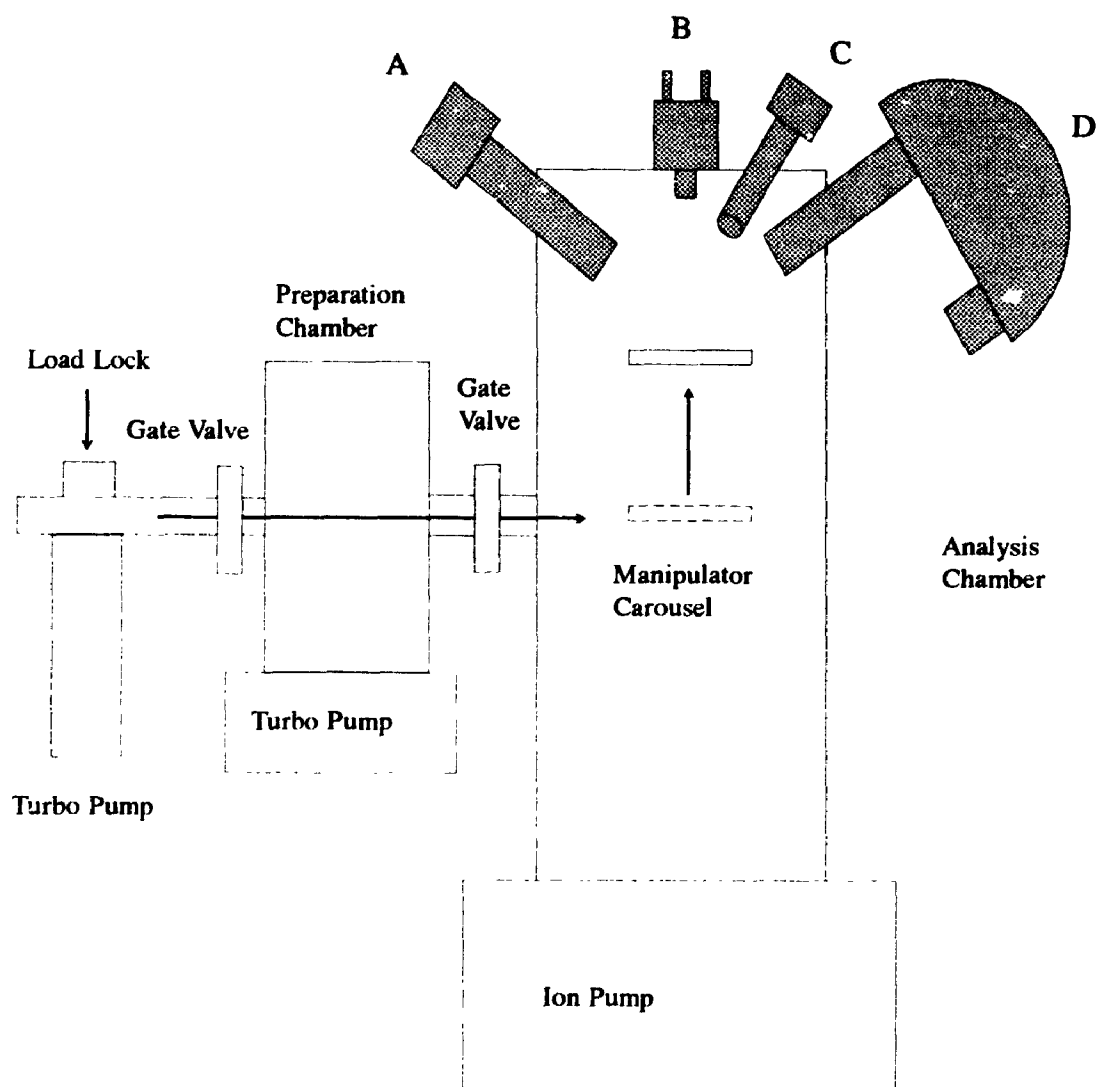 A
B
C
D
Preparation
Chamber
Load Lock
Gate Valve
Gate
Valve
Manipulator
Carousel
Analysis
Chamber
Turbo Pump
Turbo Pump
Ion Pump